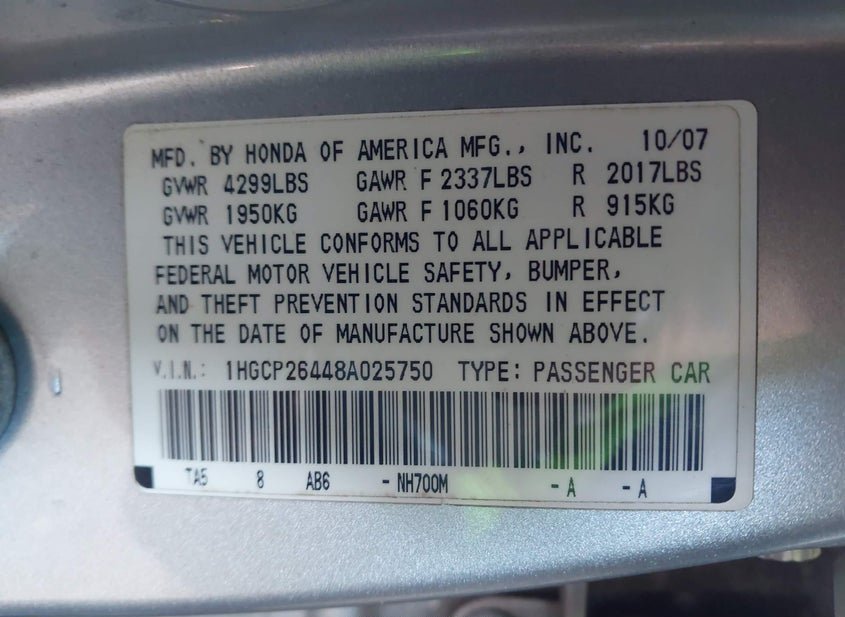 MFD. BY HONDA OF AMERICA MFG., INC. 10/07
GVWR 4299LBS GAWR F 2337LBS R 2017LBS
GVWR 1950KG GAWR F 1060KG R 915KG
THIS VEHICLE CONFORMS TO ALL APPLICABLE
FEDERAL MOTOR VEHICLE SAFETY, BUMPER,
AND THEFT PREVENTION STANDARDS IN EFFECT
ON THE DATE OF MANUFACTURE SHOWN ABOVE.
V.I.N.: 1HGCP26448A025750 TYPE: PASSENGER CAR
TA5 8 AB6 -NH700M -A -A